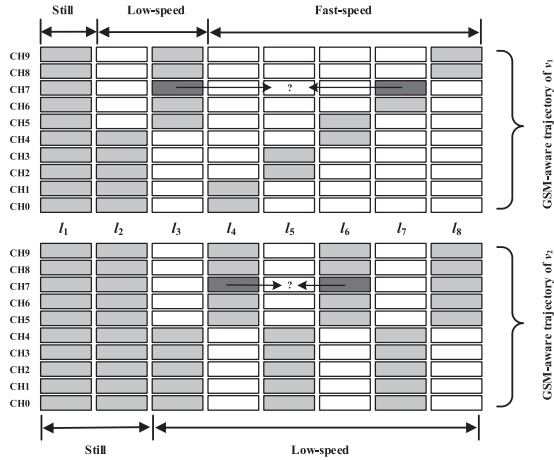 Still Low-speed Fast-speed
CH9
CH8
CH7 ?
CH6
CH5
CH4
CH3
CH2
CH1
CH0
GSM-aware trajectory of v1
l1 l2 l3 l4 l5 l6 l7 l8
CH9
CH8
CH7 ?
CH6
CH5
CH4
CH3
CH2
CH1
CH0
GSM-aware trajectory of v2
Still Low-speed